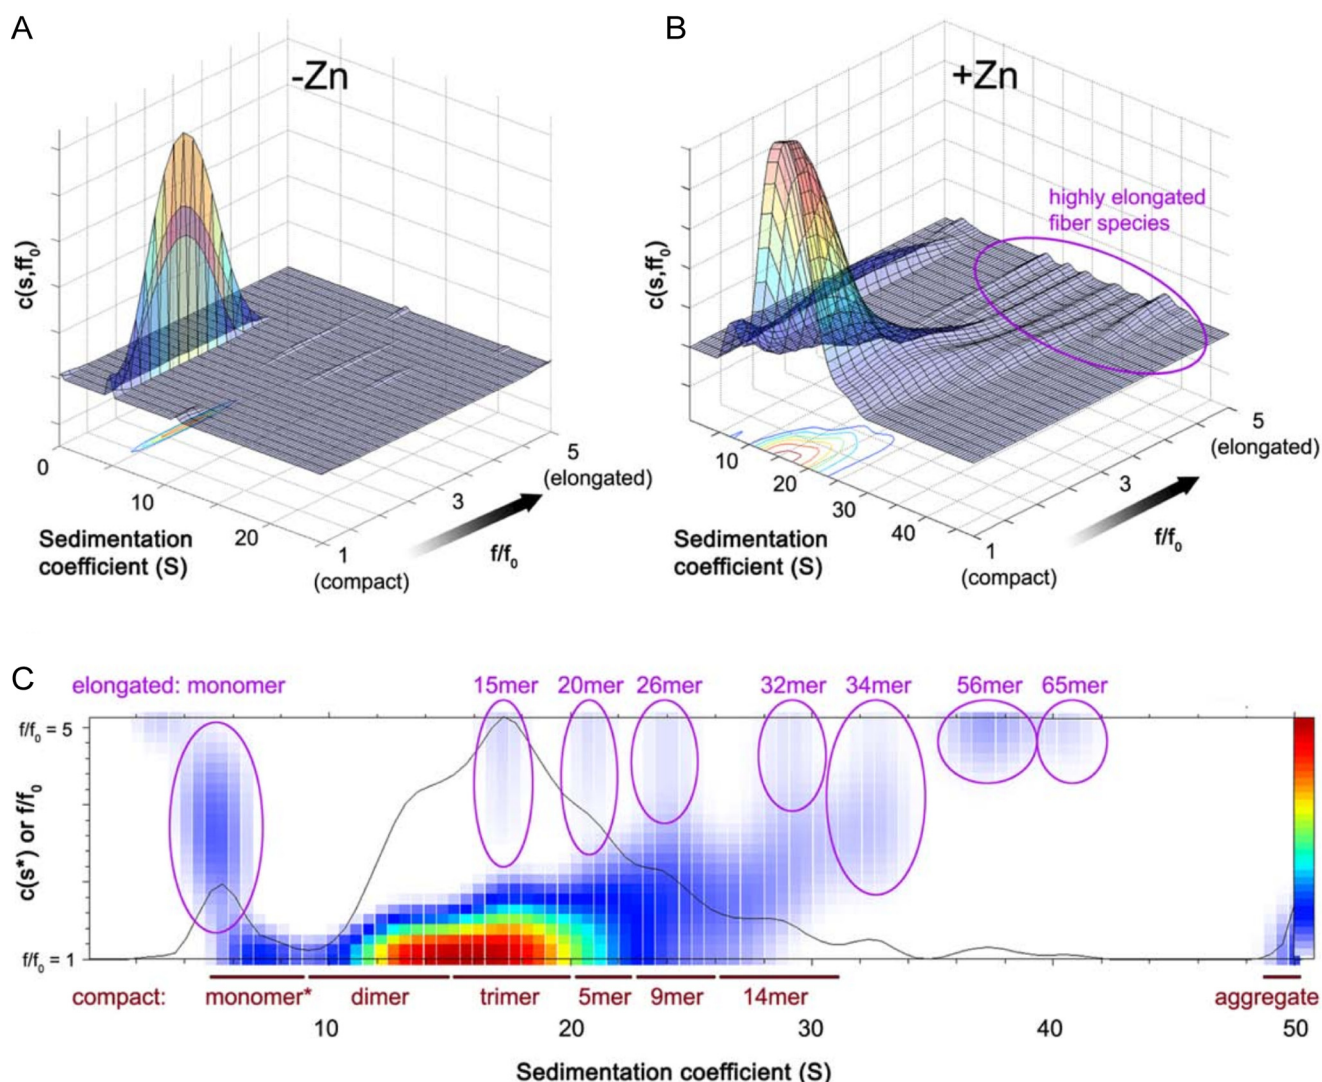 A
-Zn
c(s,ff0)
0
10
20
Sedimentation
coefficient (S)
1
(compact)
3
5
(elongated)
f/f0
B
+Zn
highly elongated
fiber species
c(s,ff0)
10
20
30
40
Sedimentation
coefficient (S)
1
(compact)
3
5
(elongated)
f/f0
C
elongated: monomer 15mer 20mer 26mer 32mer 34mer 56mer 65mer
f/f0 = 5
c(s*) or f/f0
f/f0 = 1
compact: monomer* dimer trimer 5mer 9mer 14mer aggregate
10 20 30 40 50
Sedimentation coefficient (S)